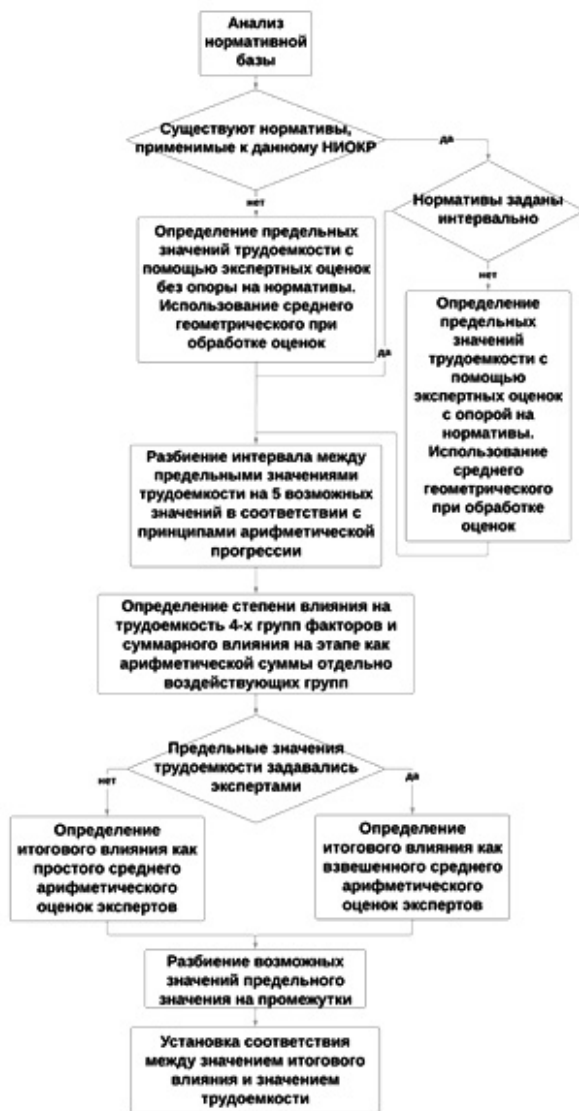 Анализ
нормативной
базы
Существуют нормативы,
применимые к данному НИОКР
да
нет
Нормативы заданы
интервально
Определение предельных
значений трудоемкости с
помощью экспертных оценок
без опоры на нормативы.
Использование среднего
геометрического при
обработке оценок
да
нет
Определение
предельных
значений
трудоемкости с
помощью
экспертных оценок
с опорой на
нормативы.
Использование
среднего
геометрического
при обработке
оценок
Разбиение интервала между
предельными значениями
трудоемкости на 5 возможных
значений в соответствии с
принципами арифметической
прогрессии
Определение степени влияния на
трудоемкость 4-х групп факторов и
суммарного влияния на этапе как
арифметической суммы отдельно
воздействующих групп
Предельные значения
трудоемкости задавались
экспертами
нет
да
Определение
итогового влияния как
простого среднего
арифметического
оценок экспертов
Определение
итогового влияния как
взвешенного среднего
арифметического
оценок экспертов
Разбиение возможных
значений предельного
значения на промежутки
Установка соответствия
между значением итогового
влияния и значением
трудоемкости